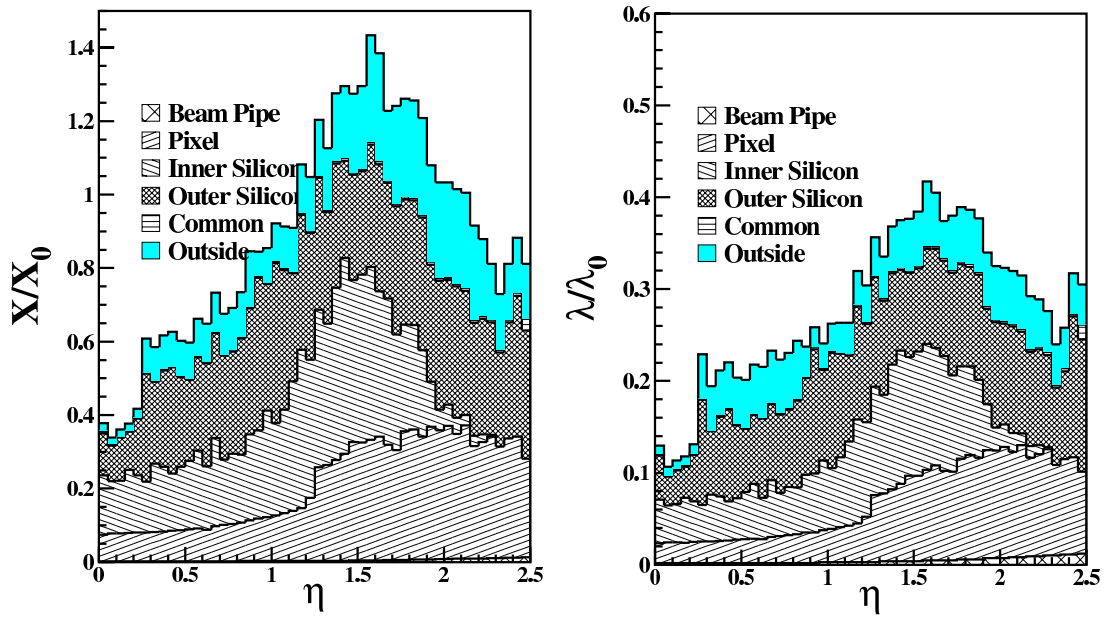 X/X0
1.4
1.2
1
0.8
0.6
0.4
0.2
0
Beam Pipe
Pixel
Inner Silicon
Outer Silicon
Common
Outside
0 0.5 1 1.5 2 2.5
η
λ/λ0
0.6
0.5
0.4
0.3
0.2
0.1
0
Beam Pipe
Pixel
Inner Silicon
Outer Silicon
Common
Outside
0 0.5 1 1.5 2 2.5
η